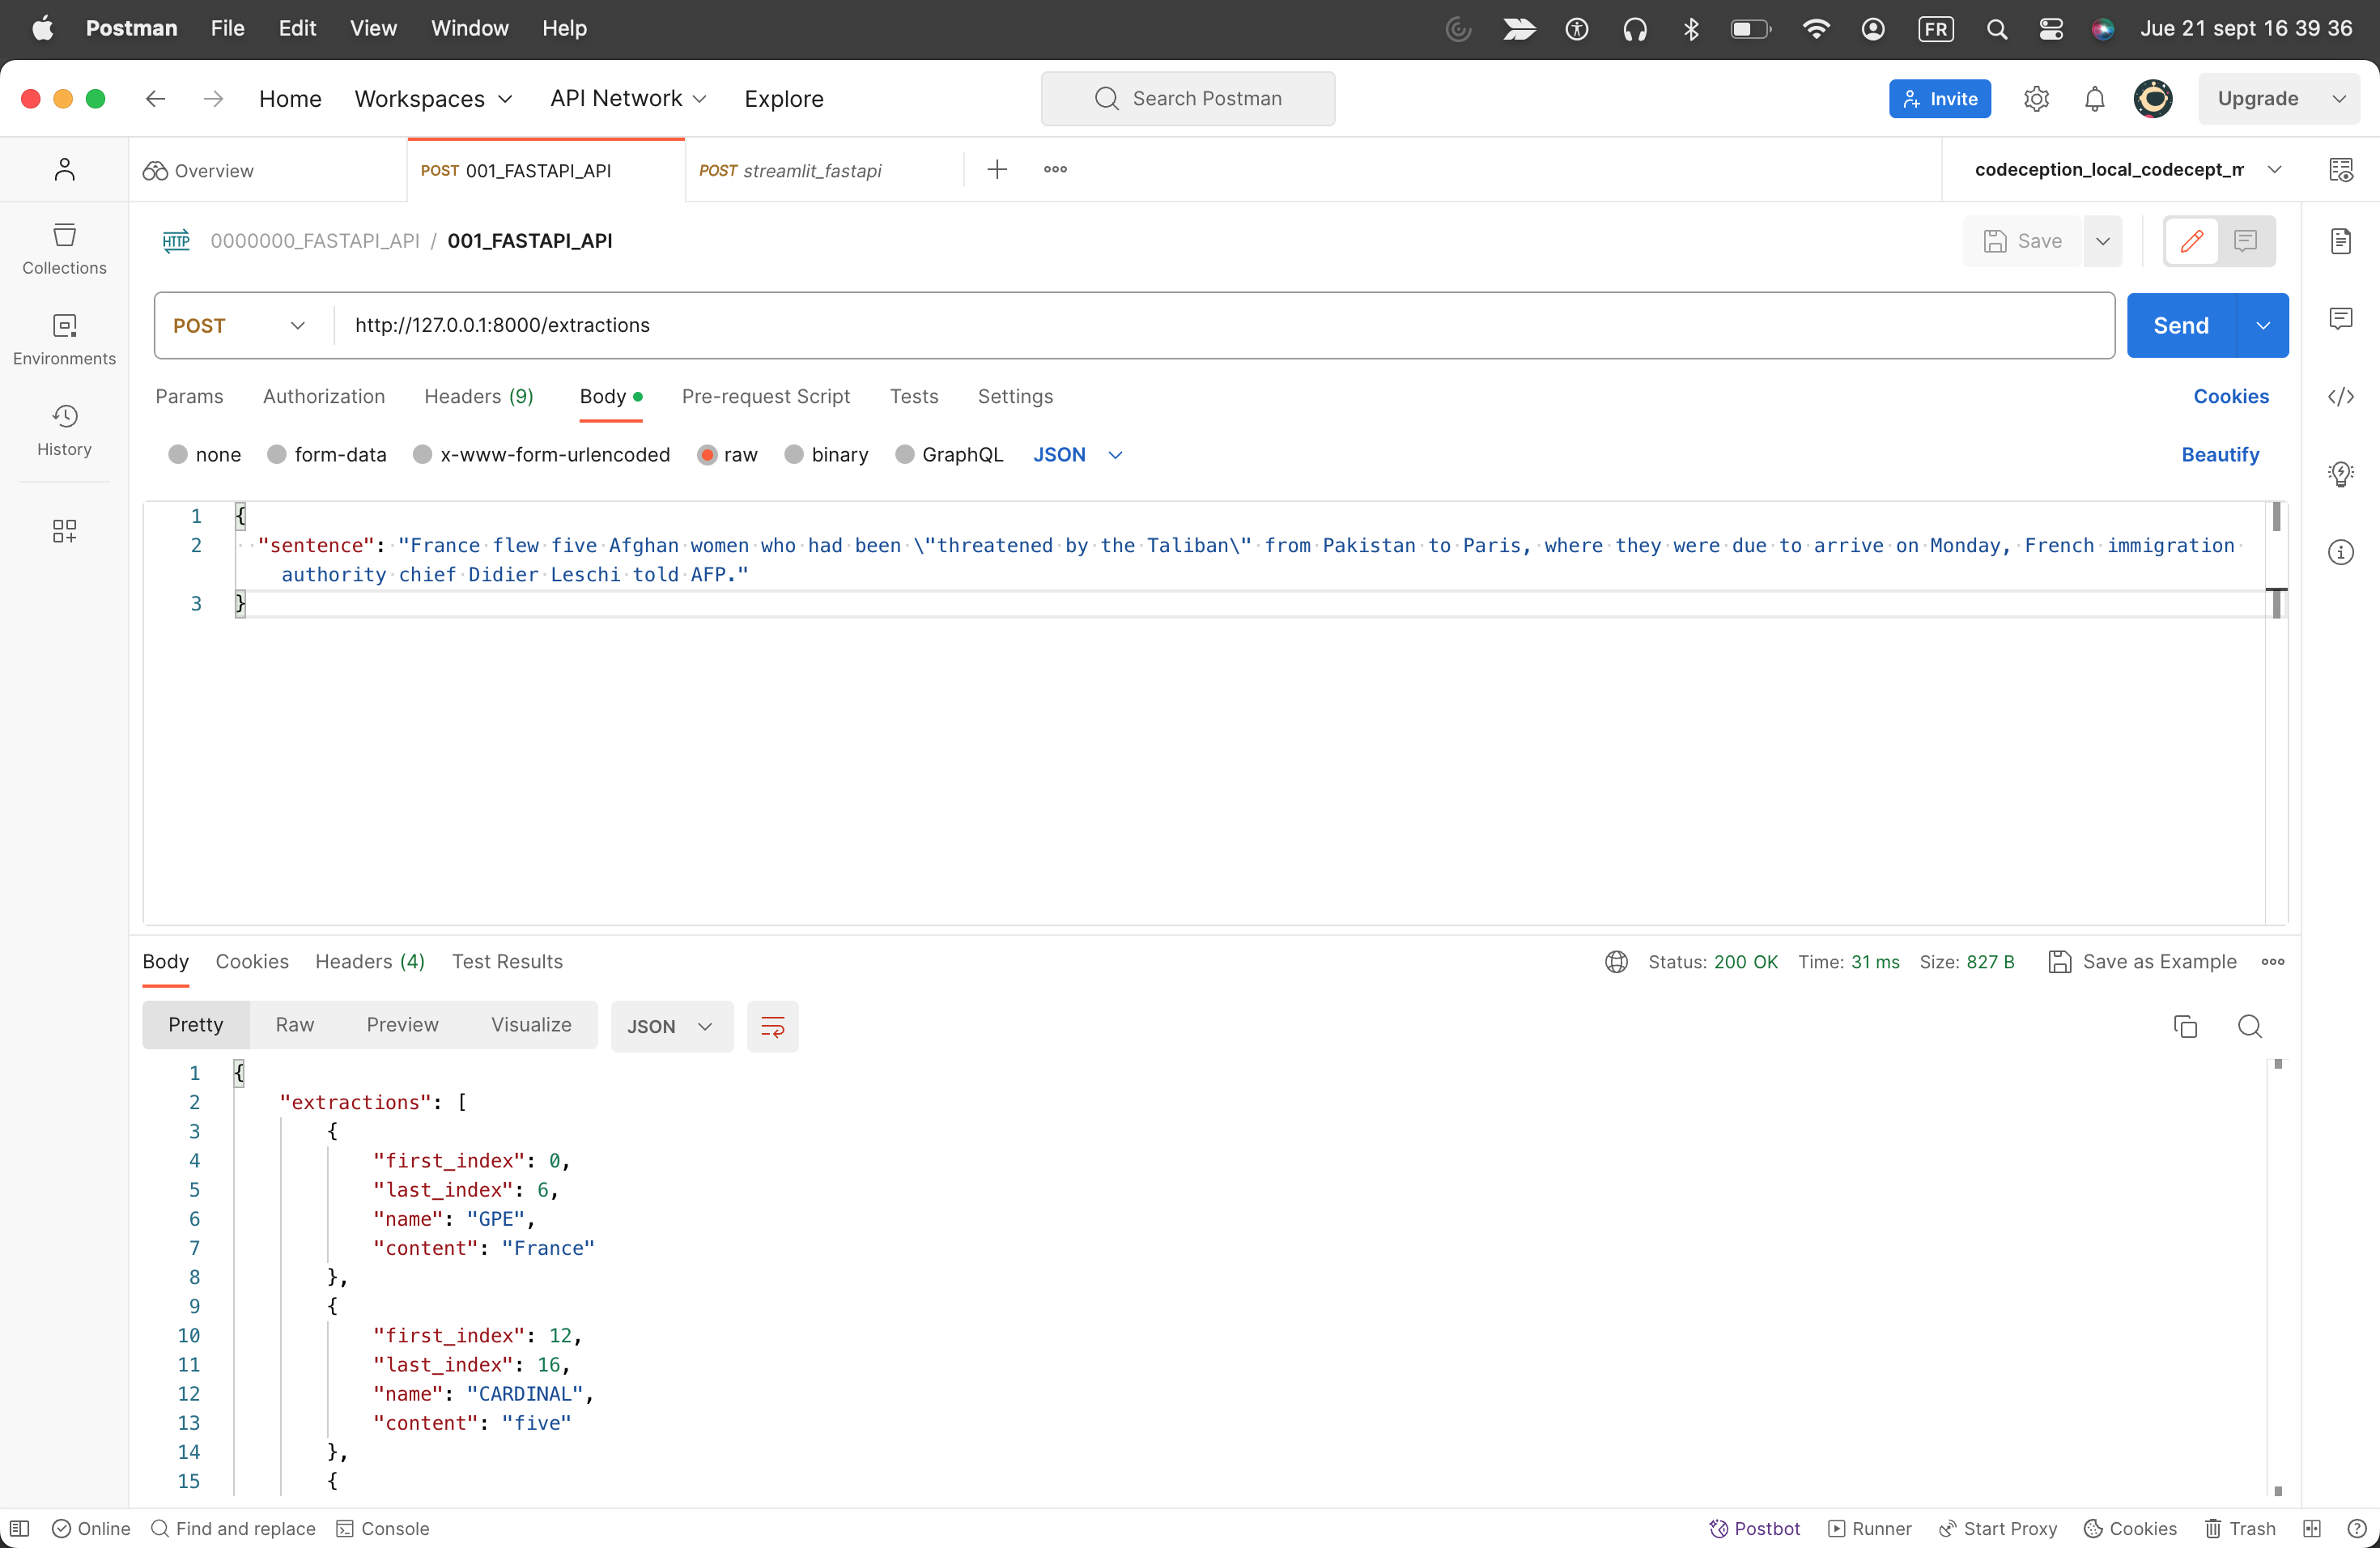 Postman File Edit View Window Help FR Jue 21 sept 16 39 36
Home Workspaces API Network Explore Search Postman Invite Upgrade
Overview POST 001_FASTAPI_API POST streamlit_fastapi codeception_local_codecept_m
HTTP 0000000_FASTAPI_API / 001_FASTAPI_API Save
Collections
Environments
History
POST http://127.0.0.1:8000/extractions Send
Params Authorization Headers (9) Body Pre-request Script Tests Settings Cookies
none form-data x-www-form-urlencoded raw binary GraphQL JSON Beautify
1 {
2 "sentence": "France flew five Afghan women who had been \"threatened by the Taliban\" from Pakistan to Paris, where they were due to arrive on Monday, French immigration
authority chief Didier Leschi told AFP."
3 }
Body Cookies Headers (4) Test Results Status: 200 OK Time: 31 ms Size: 827 B Save as Example
Pretty Raw Preview Visualize JSON
1 {
2 "extractions": [
3 {
4 "first_index": 0,
5 "last_index": 6,
6 "name": "GPE",
7 "content": "France"
8 },
9 {
10 "first_index": 12,
11 "last_index": 16,
12 "name": "CARDINAL",
13 "content": "five"
14 },
15 {
Online Find and replace Console Postbot Runner Start Proxy Cookies Trash